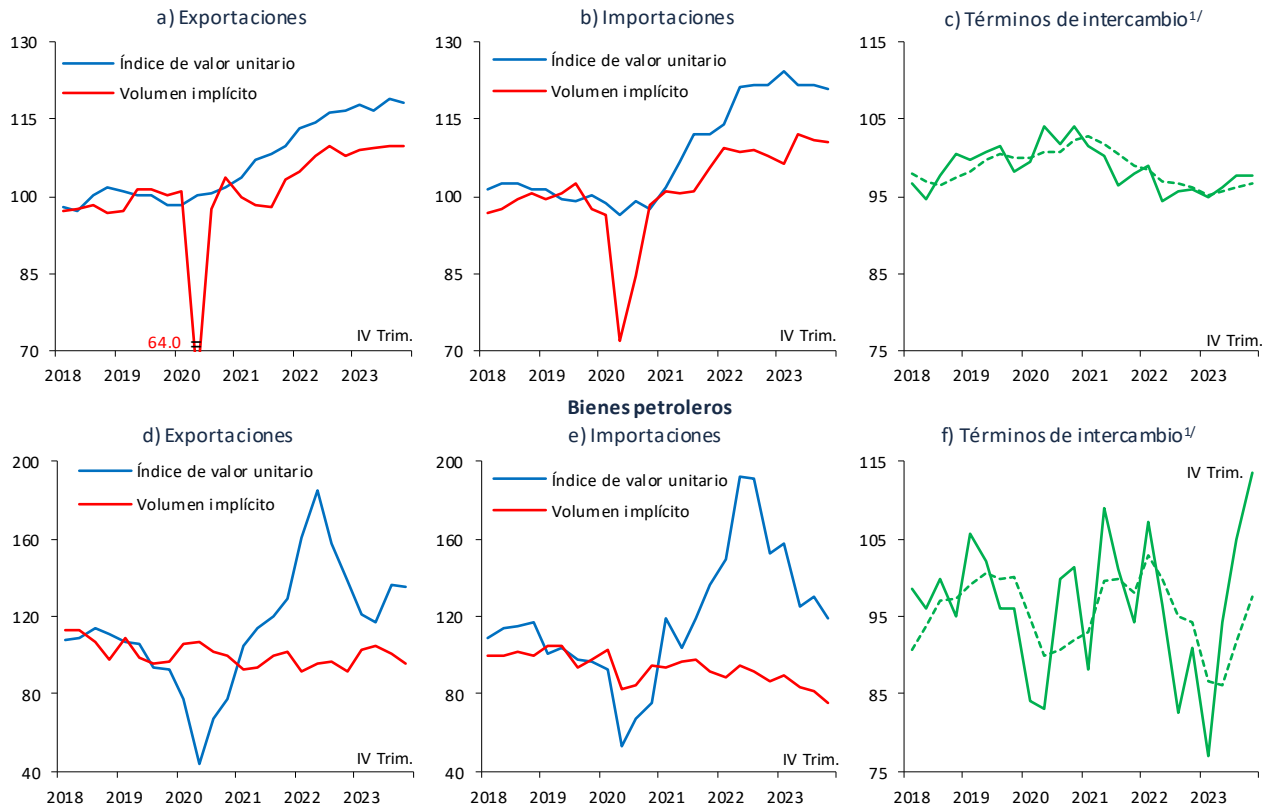 a) Exportaciones
130
115
100
85
70
Índice de valor unitario
Volumen implícito
64.0
IV Trim.
2018 2019 2020 2021 2022 2023
b) Importaciones
130
115
100
85
70
Índice de valor unitario
Volumen implícito
IV Trim.
2018 2019 2020 2021 2022 2023
c) Términos de intercambio1/
115
105
95
85
75
IV Trim.
2018 2019 2020 2021 2022 2023
Bienes petroleros
d) Exportaciones
200
160
120
80
40
Índice de valor unitario
Volumen implícito
IV Trim.
2018 2019 2020 2021 2022 2023
e) Importaciones
200
160
120
80
40
Índice de valor unitario
Volumen implícito
IV Trim.
2018 2019 2020 2021 2022 2023
f) Términos de intercambio1/
115
105
95
85
75
IV Trim.
2018 2019 2020 2021 2022 2023